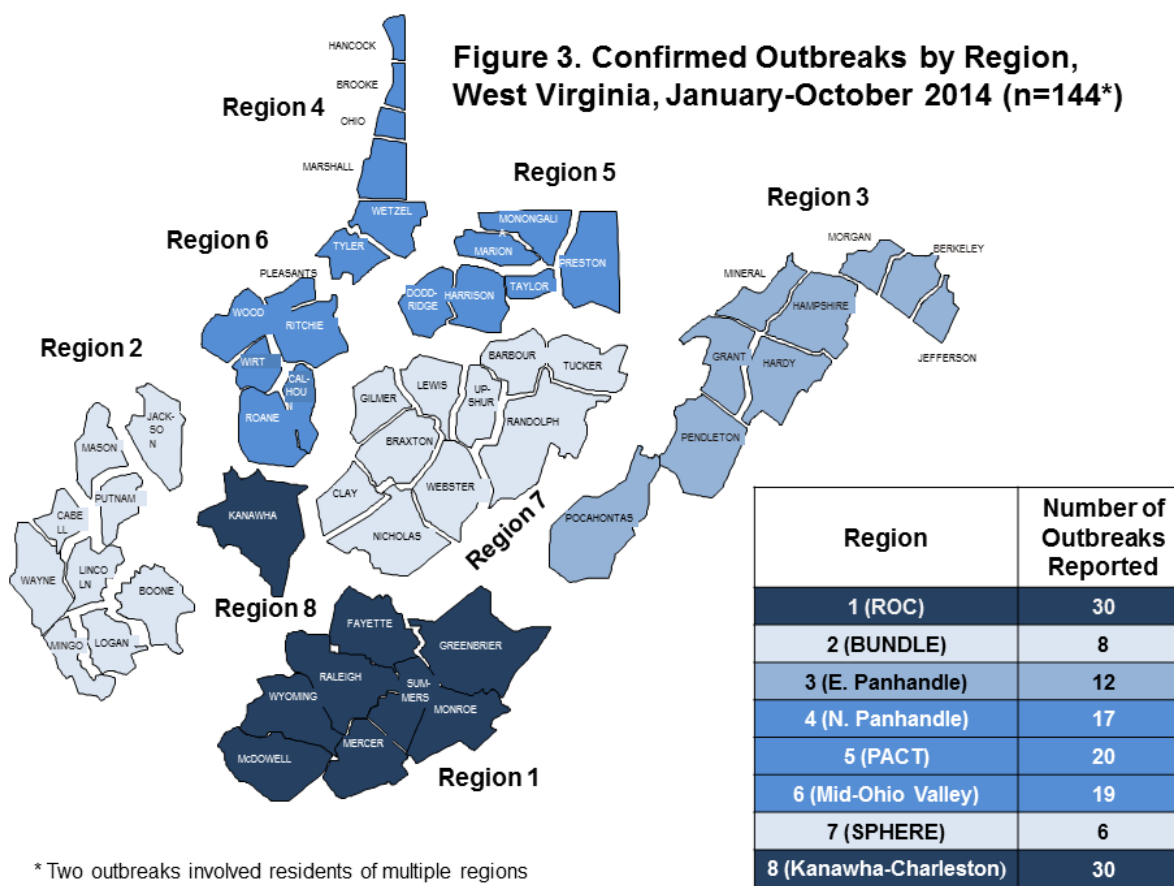 Figure 3. Confirmed Outbreaks by Region,
West Virginia, January-October 2014 (n=144*)
HANCOCK
BROOKE
Region 4
OHIO
MARSHALL
WETZEL
TYLER
Region 5
MONONGALI
A
MARION
PRESTON
TAYLOR
DODD-
RIDGE
HARRISON
Region 3
MORGAN
BERKELEY
MINERAL
HAMPSHIRE
JEFFERSON
GRANT
HARDY
PENDLETON
POCAHONTAS
Region 6
PLEASANTS
WOOD
RITCHIE
WIRT
CAL-
HOU
N
ROANE
Region 2
JACK-
SO
N
MASON
PUTNAM
CABE
LL
WAYNE
LINCO
LN
BOONE
MINGO
LOGAN
BARBOUR
TUCKER
LEWIS
UP-
SHUR
GILMER
RANDOLPH
BRAXTON
CLAY
WEBSTER
NICHOLAS
Region 7
KANAWHA
Region 8
FAYETTE
GREENBRIER
RALEIGH
SUM-
MERS
WYOMING
MONROE
MERCER
McDOWELL
Region 1
Region Number of
Outbreaks
Reported
1 (ROC) 30
2 (BUNDLE) 8
3 (E. Panhandle) 12
4 (N. Panhandle) 17
5 (PACT) 20
6 (Mid-Ohio Valley) 19
7 (SPHERE) 6
8 (Kanawha-Charleston) 30
* Two outbreaks involved residents of multiple regions